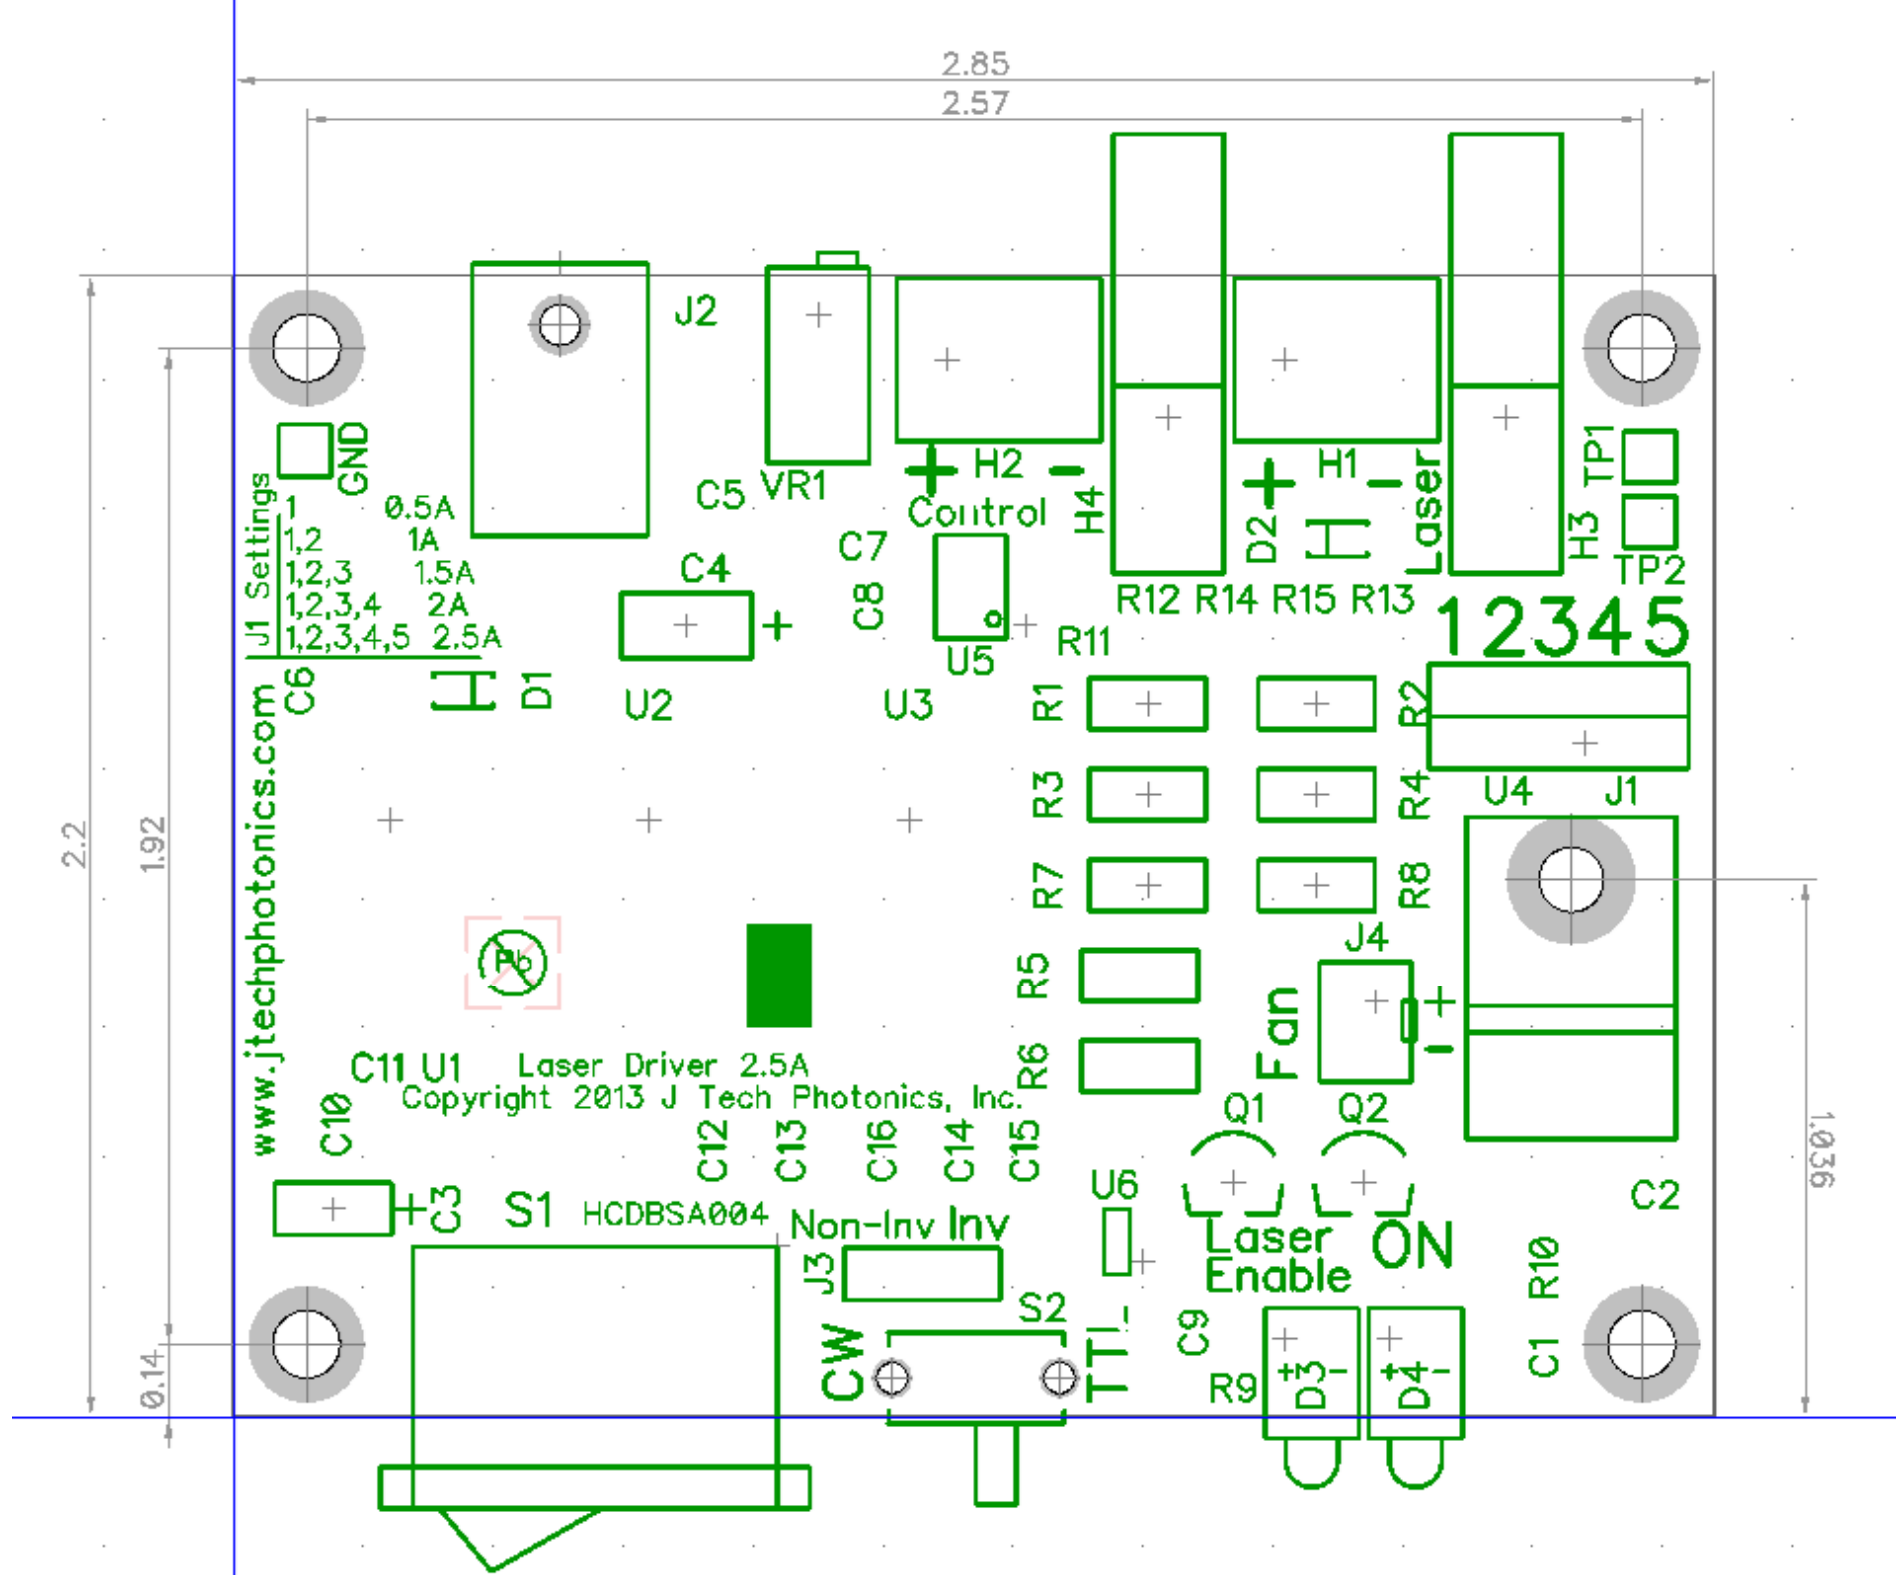 2.85
2.57
J2
GND
TP1
VR1
C5
H2
H1
Control
H4
D2
Laser
H3
TP2
J1 Settings
1 0.5A
1,2 1A
1,2,3 1.5A
1,2,3,4 2A
1,2,3,4,5 2.5A
C7
C4
C8
+
R12 R14 R15 R13
12345
R11
U5
C6
D1
U2
U3
R1
R2
U4
J1
R3
R4
2.2
1.92
R7
R8
www.jtechphotonics.com
J4
Pb
R5
Fan
+
-
C11 U1
Laser Driver 2.5A
Copyright 2013 J Tech Photonics, Inc.
R6
Q1
Q2
C10
C12
C13
C16
C14
C15
1.036
U6
C2
+
C3
S1
HCDBSA004
Non-Inv Inv
Laser
Enable
ON
J3
S2
R10
CW
TTL
C9
C1
0.14
R9
+D3-
+D4-